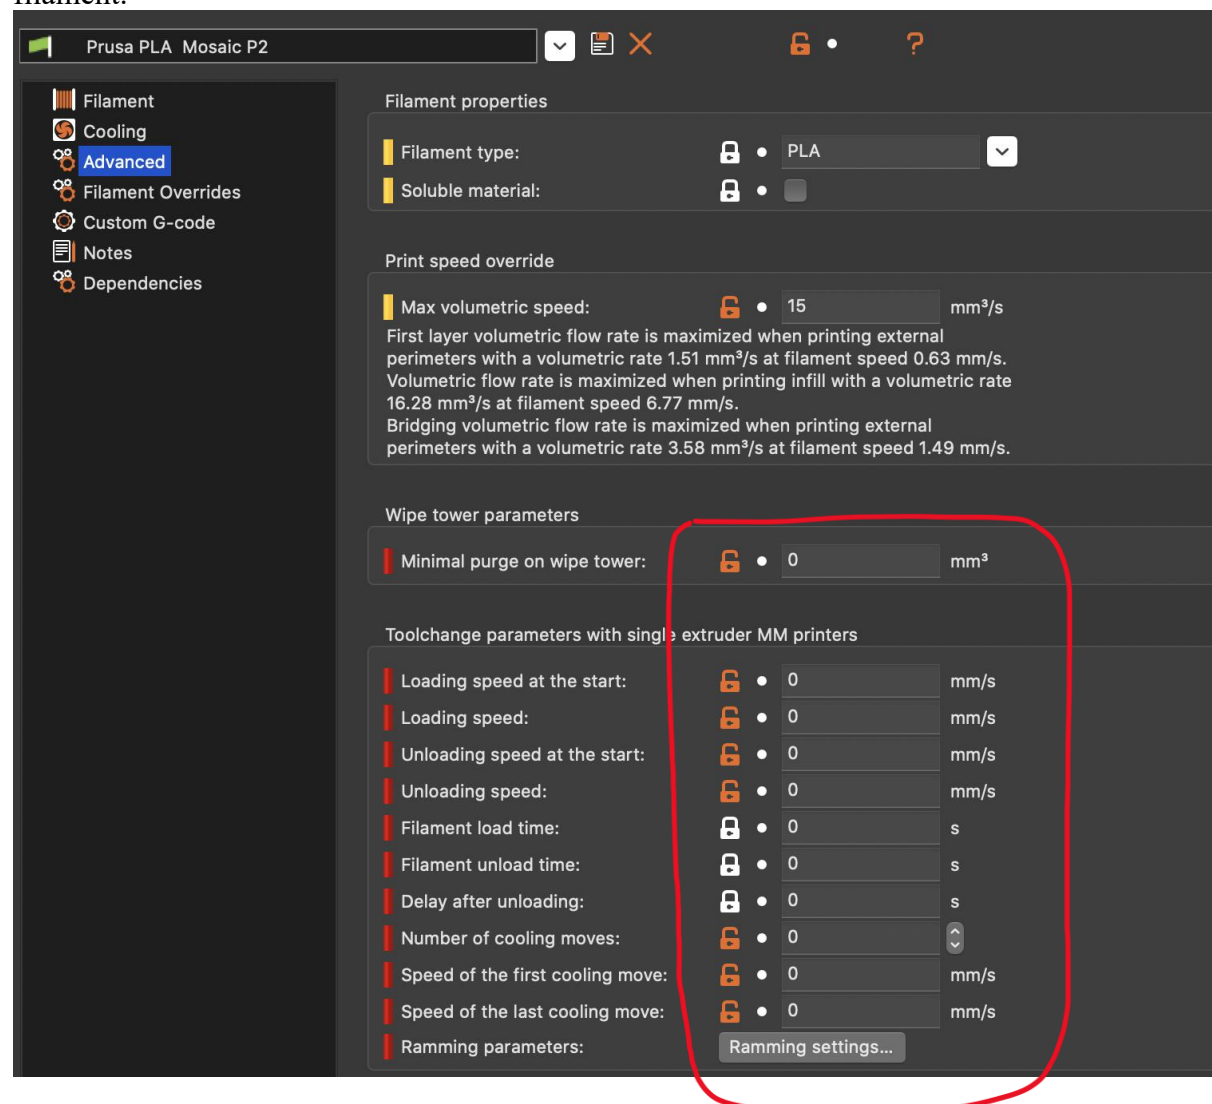 Prusa PLA  Mosaic P2
?
Filament
Cooling
Advanced
Filament Overrides
Custom G-code
Notes
Dependencies
Filament properties
Filament type: PLA
Soluble material:
Print speed override
Max volumetric speed: 15 mm³/s
First layer volumetric flow rate is maximized when printing external
perimeters with a volumetric rate 1.51 mm³/s at filament speed 0.63 mm/s.
Volumetric flow rate is maximized when printing infill with a volumetric rate
16.28 mm³/s at filament speed 6.77 mm/s.
Bridging volumetric flow rate is maximized when printing external
perimeters with a volumetric rate 3.58 mm³/s at filament speed 1.49 mm/s.
Wipe tower parameters
Minimal purge on wipe tower: 0 mm³
Toolchange parameters with single extruder MM printers
Loading speed at the start: 0 mm/s
Loading speed: 0 mm/s
Unloading speed at the start: 0 mm/s
Unloading speed: 0 mm/s
Filament load time: 0 s
Filament unload time: 0 s
Delay after unloading: 0 s
Number of cooling moves: 0
Speed of the first cooling move: 0 mm/s
Speed of the last cooling move: 0 mm/s
Ramming parameters: Ramming settings...